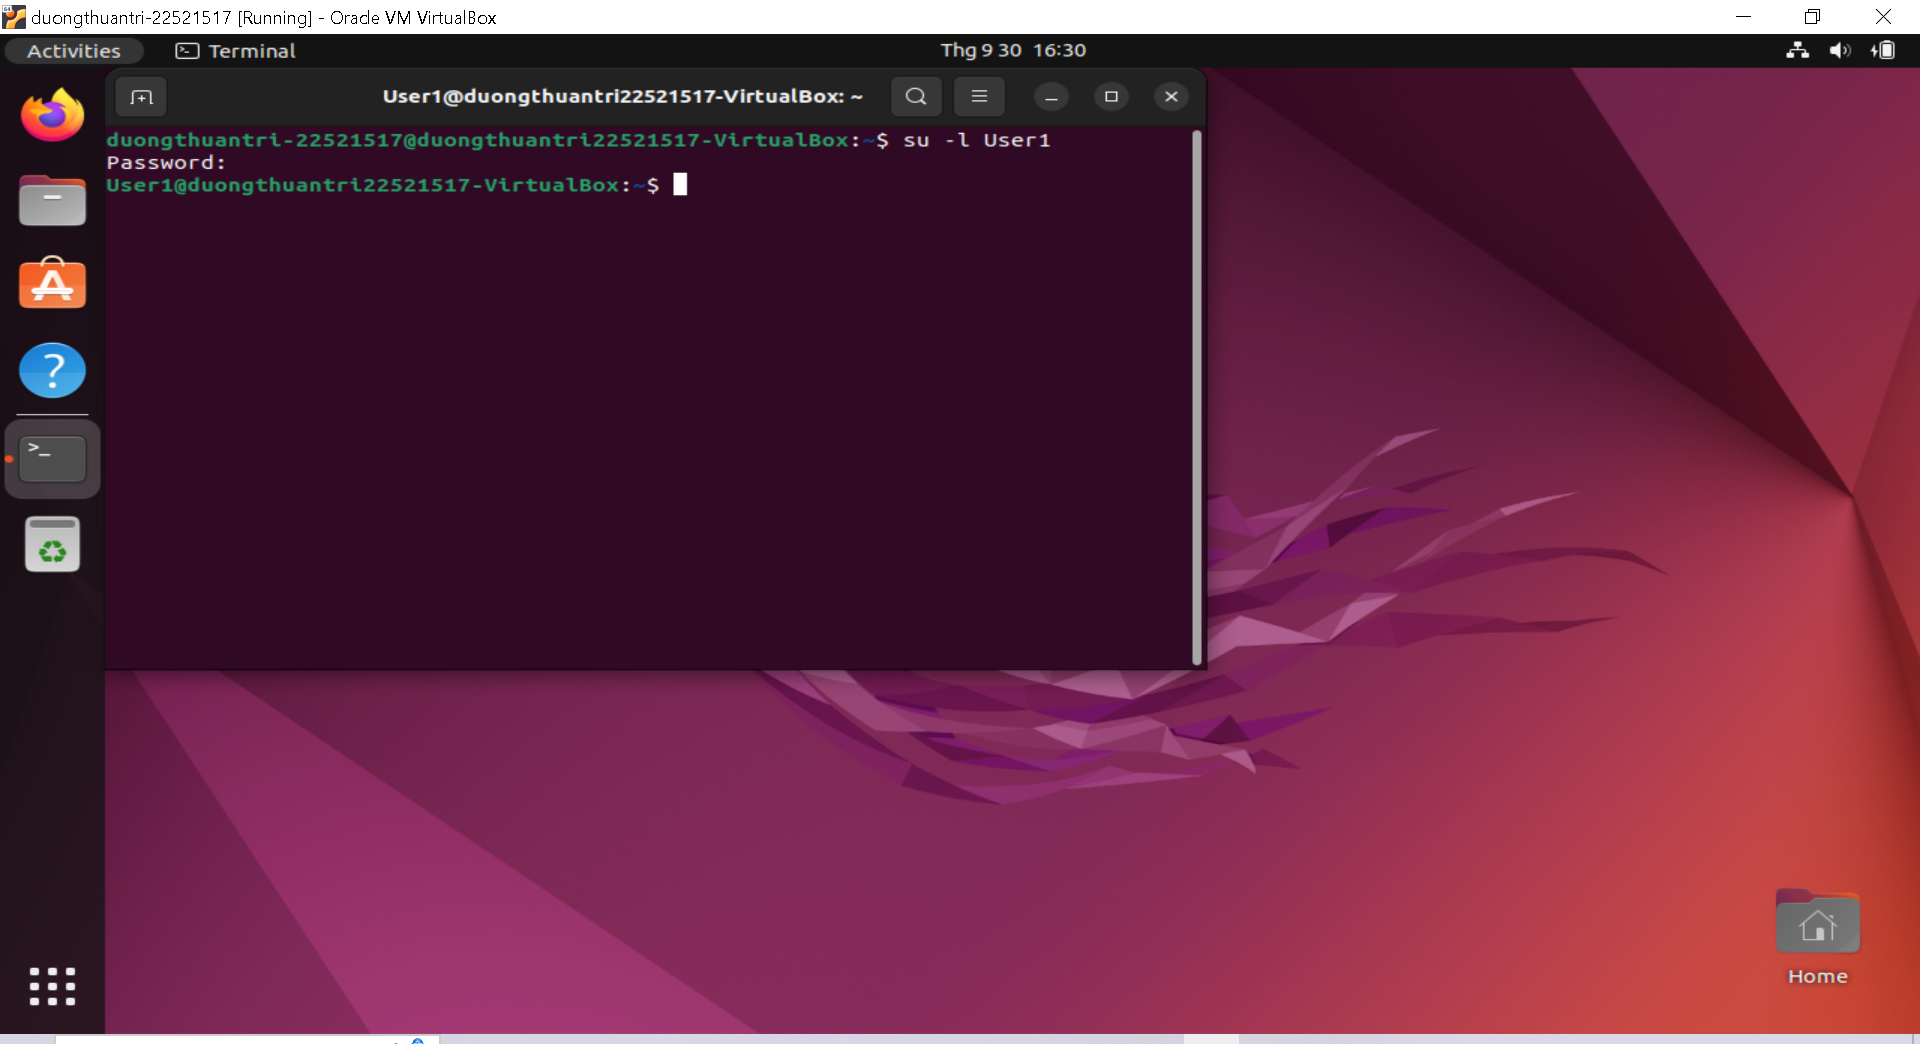 duongthuantri-22521517 [Running] - Oracle VM VirtualBox
Activities Terminal Thg 9 30 16:30
User1@duongthuantri22521517-VirtualBox: ~
duongthuantri-22521517@duongthuantri22521517-VirtualBox:~$ su -l User1
Password:
User1@duongthuantri22521517-VirtualBox:~$
Home